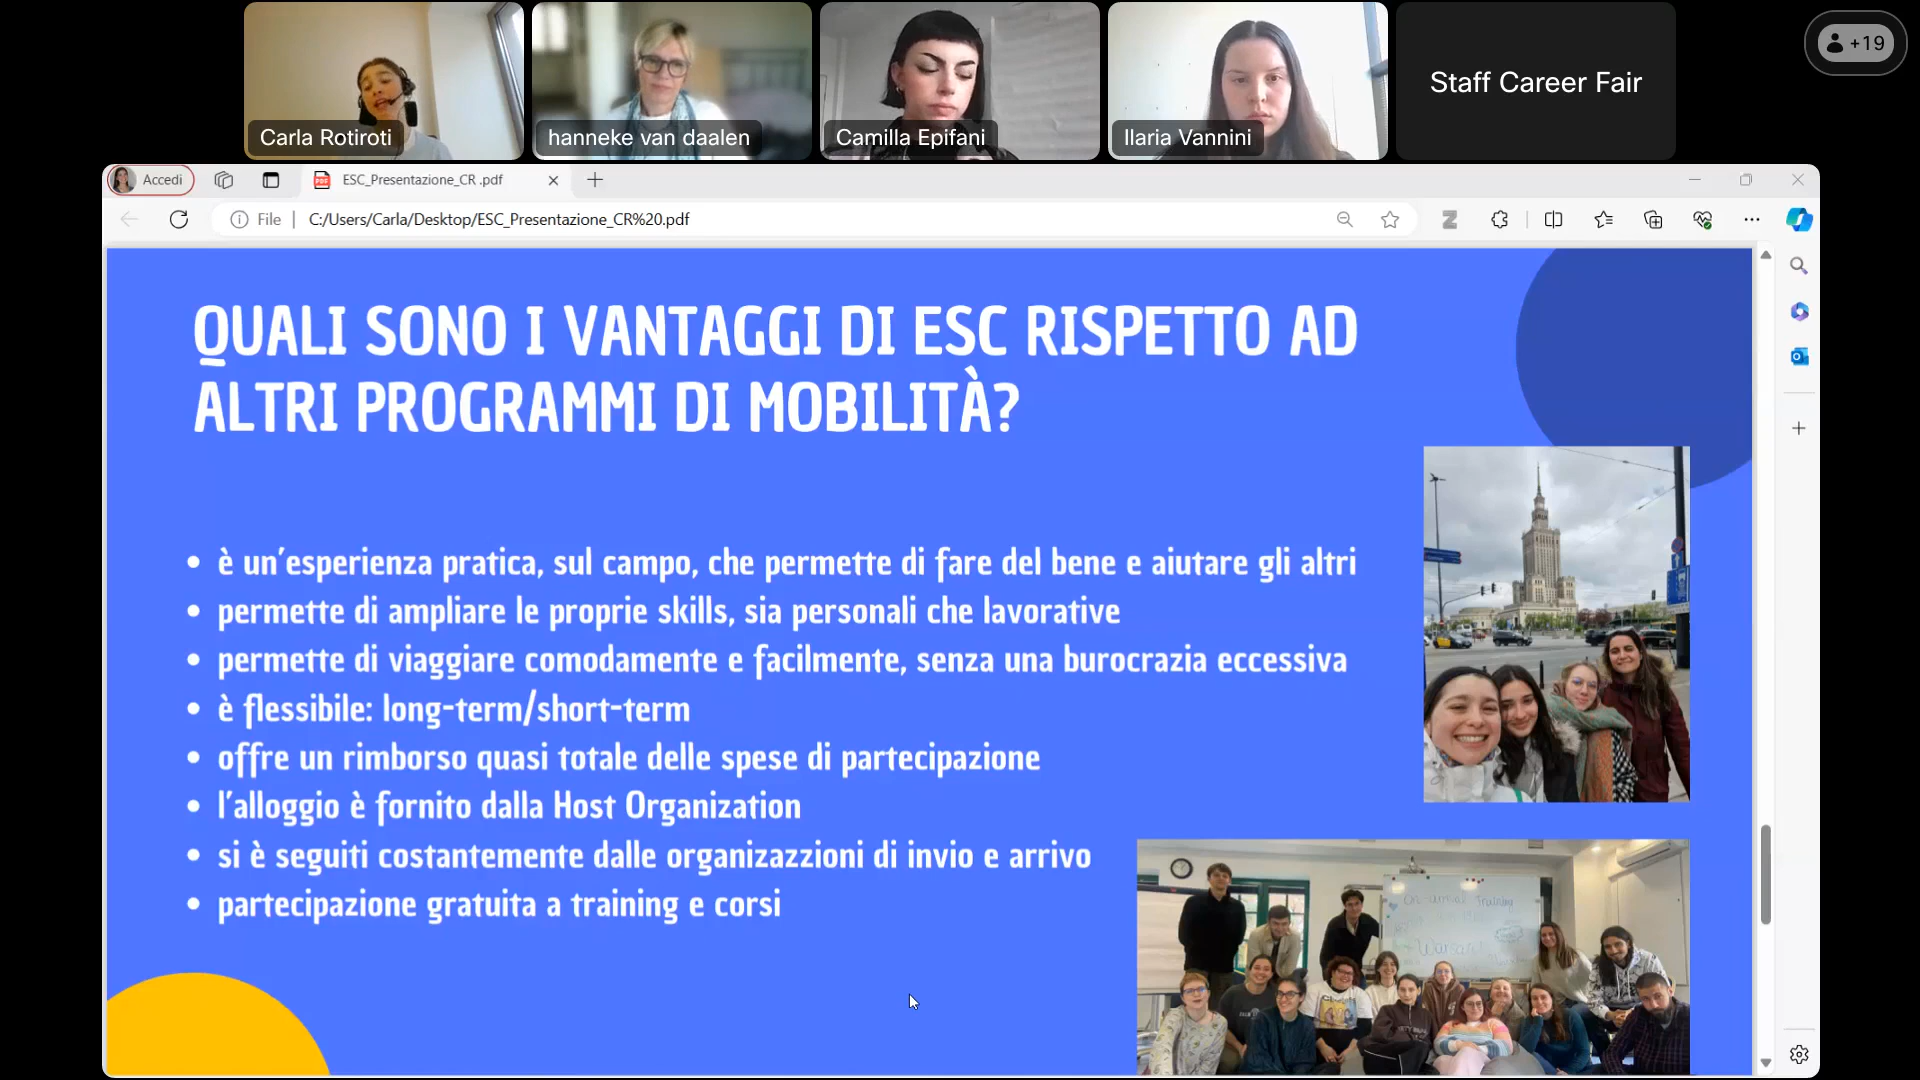 Carla Rotiroti
hanneke van daalen
Camilla Epifani
Ilaria Vannini
Staff Career Fair
+19
Accedi
PDF
ESC_Presentazione_CR .pdf
File
C:/Users/Carla/Desktop/ESC_Presentazione_CR%20.pdf
QUALI SONO I VANTAGGI DI ESC RISPETTO AD
ALTRI PROGRAMMI DI MOBILITÀ?
• è un'esperienza pratica, sul campo, che permette di fare del bene e aiutare gli altri
• permette di ampliare le proprie skills, sia personali che lavorative
• permette di viaggiare comodamente e facilmente, senza una burocrazia eccessiva
• è flessibile: long-term/short-term
• offre un rimborso quasi totale delle spese di partecipazione
• l'alloggio è fornito dalla Host Organization
• si è seguiti costantemente dalle organizazzioni di invio e arrivo
• partecipazione gratuita a training e corsi
On-arrival Training
Warsaw